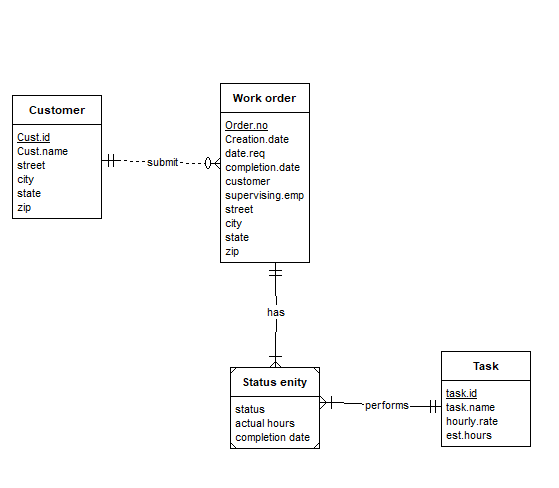 Customer
Cust.id
Cust.name
street
city
state
zip
submit
Work order
Order.no
Creation.date
date.req
completion.date
customer
supervising.emp
street
city
state
zip
has
Status enity
status
actual hours
completion date
performs
Task
task.id
task.name
hourly.rate
est.hours